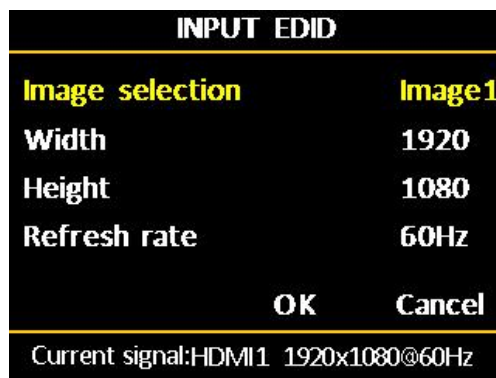 INPUT EDID
Image selection Image1
Width 1920
Height 1080
Refresh rate 60Hz
OK Cancel
Current signal:HDMI1 1920x1080@60Hz